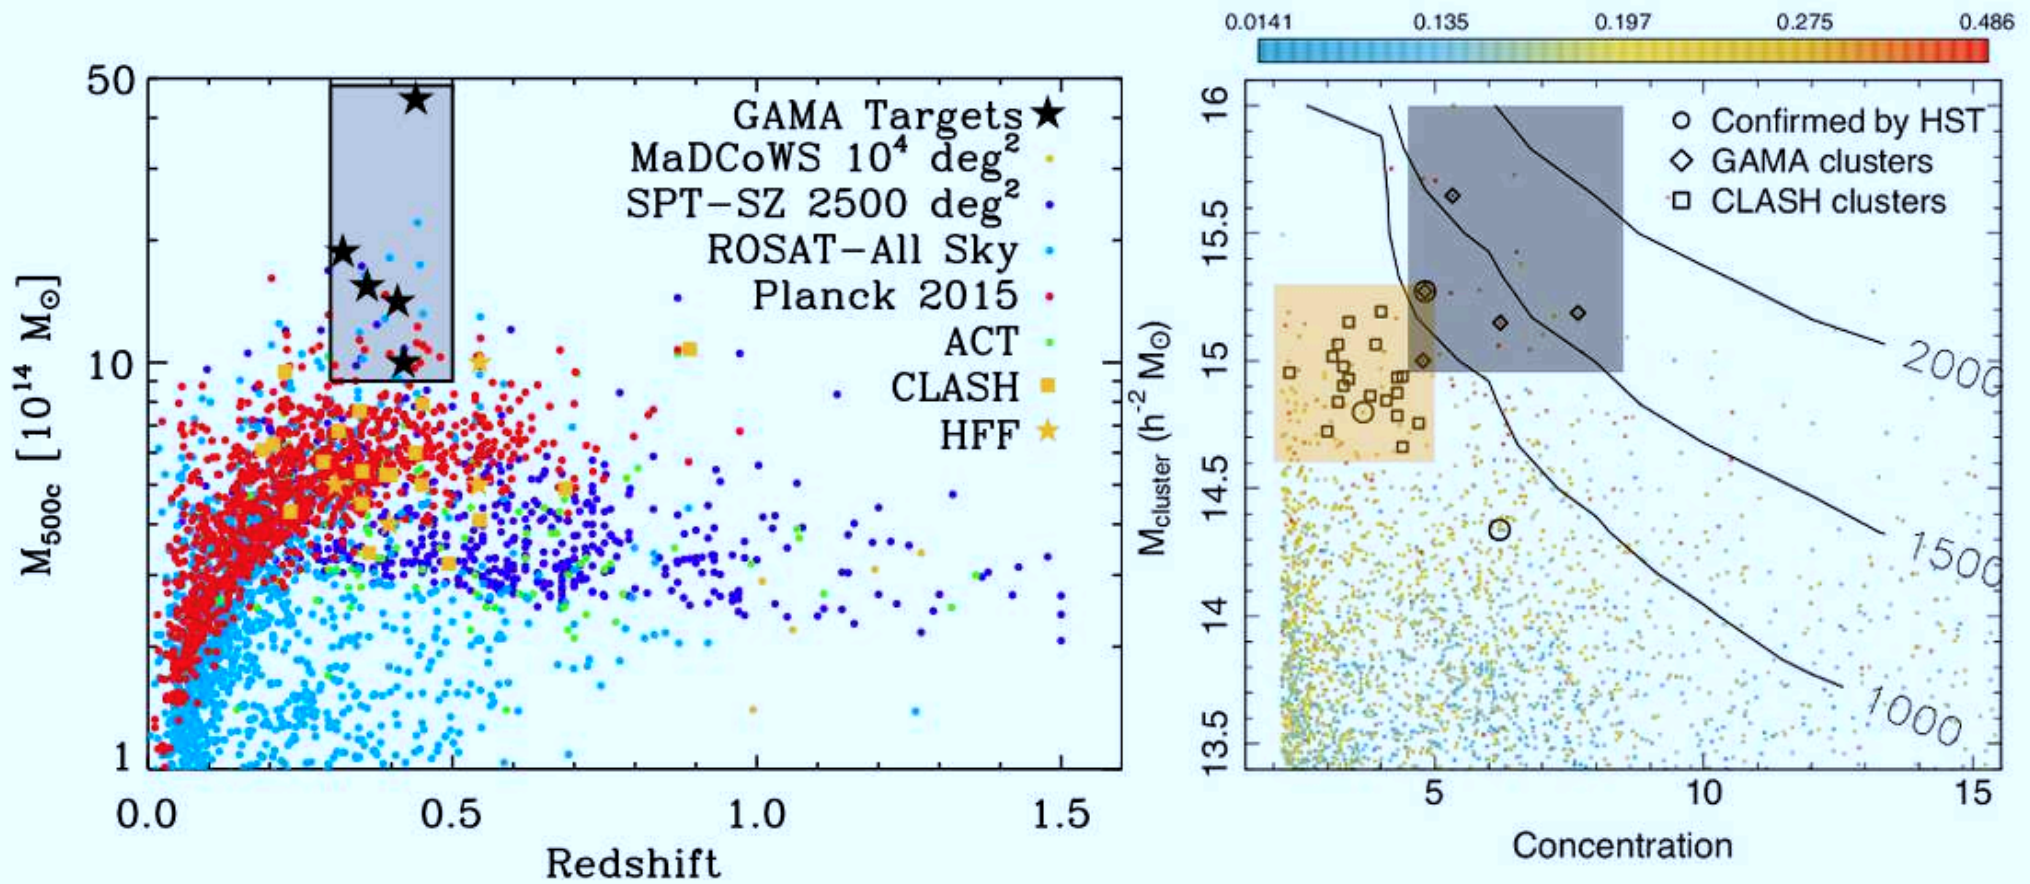 50
10
1
0.0
0.5
1.0
1.5
Redshift
M500c [10^14 M⊙]
GAMA Targets
MaDCoWS 10^4 deg^2
SPT-SZ 2500 deg^2
ROSAT-All Sky
Planck 2015
ACT
CLASH
HFF
0.0141 0.135 0.197 0.275 0.486
16
15.5
15
14.5
14
13.5
Mcluster (h^-2 M⊙)
Confirmed by HST
GAMA clusters
CLASH clusters
2000
1500
1000
5 10 15
Concentration